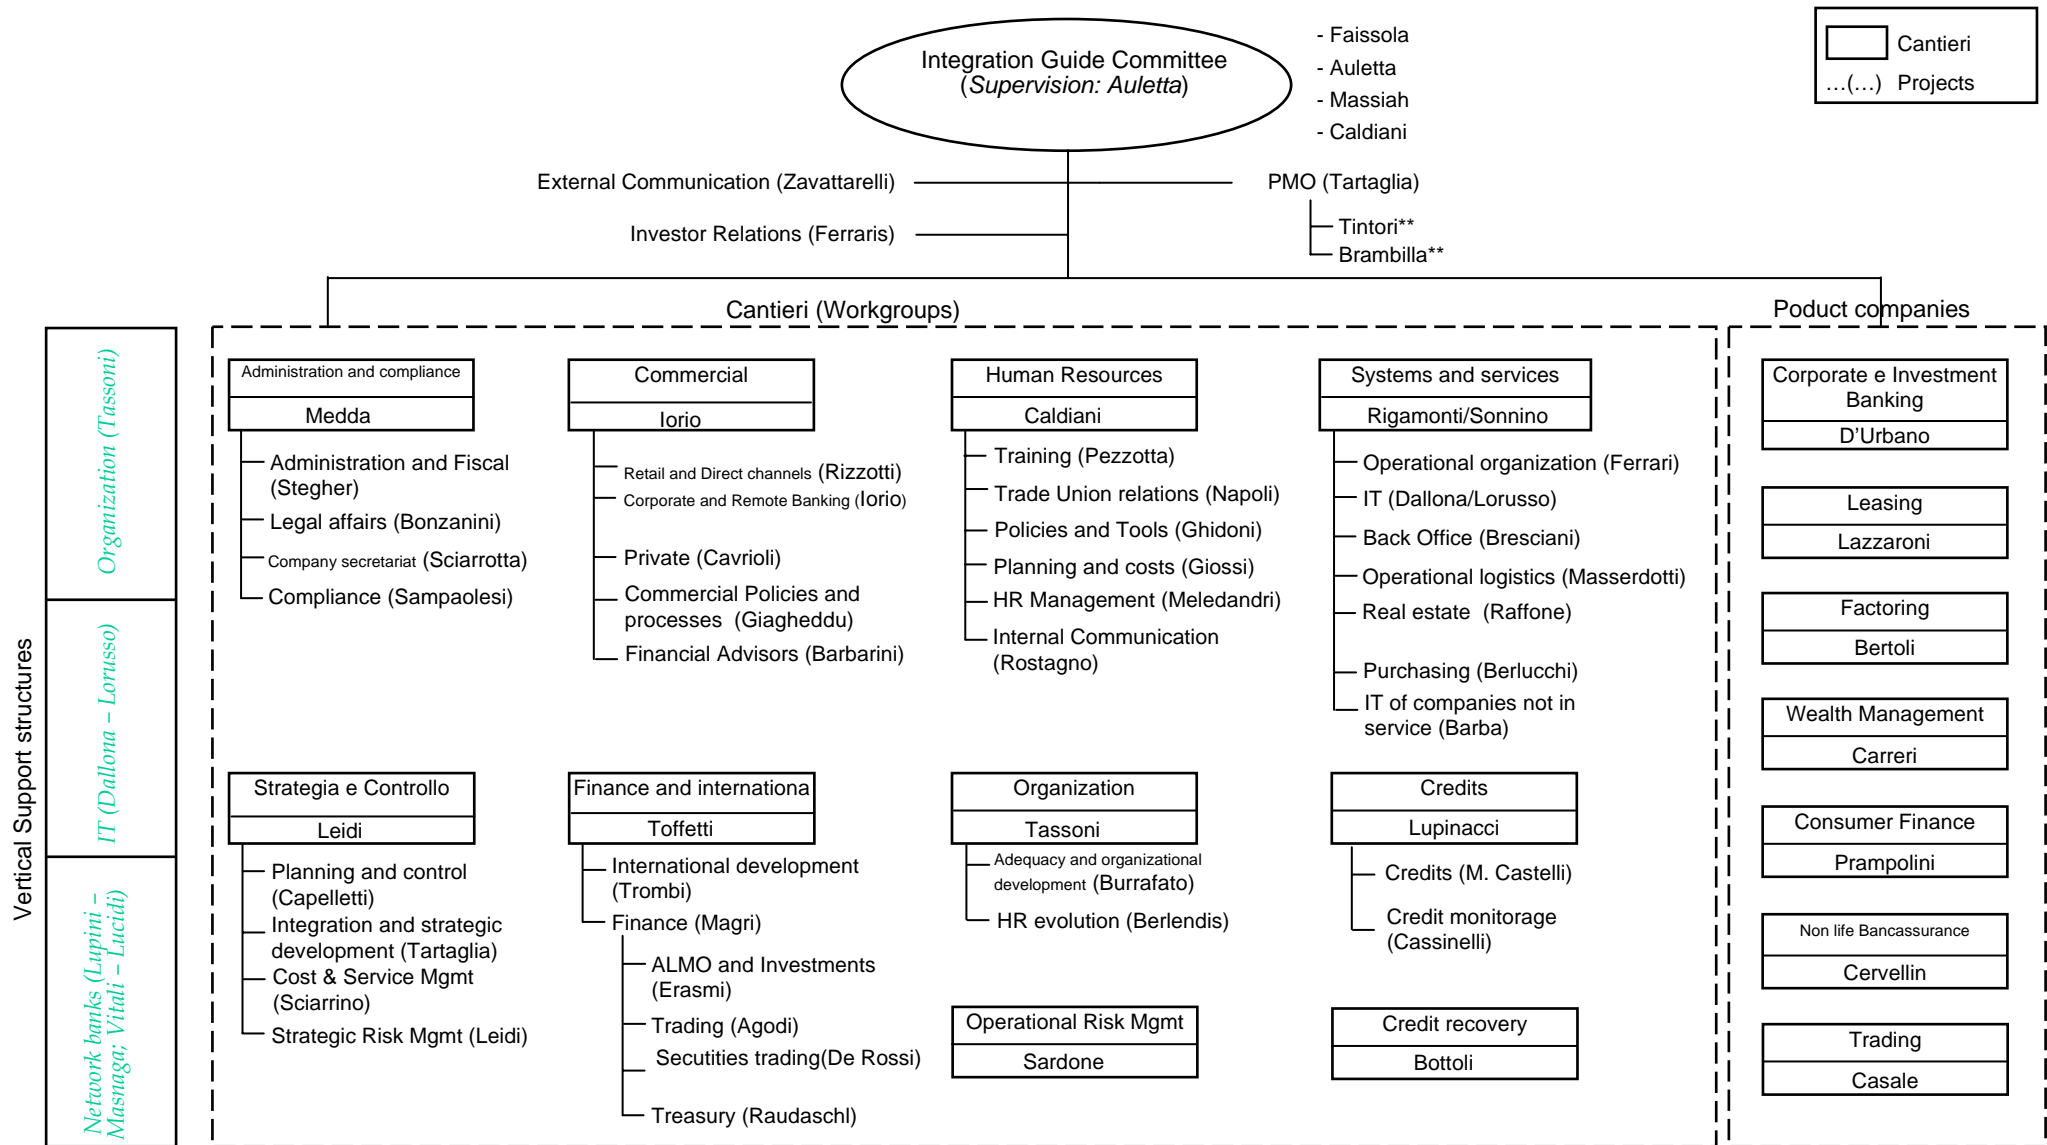 Integration Guide Committee
(Supervision: Auletta)
- Faissola
- Auletta
- Massiah
- Caldiani
Cantieri
…(…) Projects
External Communication (Zavattarelli)
PMO (Tartaglia)
Investor Relations (Ferraris)
Tintori**
Brambilla**
Cantieri (Workgroups)
Poduct companies
Vertical Support structures
Organization (Tassoni)
IT (Dallona – Lorusso)
Network banks (Lupini –
Masnaga; Vitali – Lucidi)
Administration and compliance
Medda
Administration and Fiscal
(Stegher)
Legal affairs (Bonzanini)
Company secretariat (Sciarrotta)
Compliance (Sampaolesi)
Commercial
Iorio
Retail and Direct channels (Rizzotti)
Corporate and Remote Banking (Iorio)
Private (Cavrioli)
Commercial Policies and
processes (Giagheddu)
Financial Advisors (Barbarini)
Human Resources
Caldiani
Training (Pezzotta)
Trade Union relations (Napoli)
Policies and Tools (Ghidoni)
Planning and costs (Giossi)
HR Management (Meledandri)
Internal Communication
(Rostagno)
Systems and services
Rigamonti/Sonnino
Operational organization (Ferrari)
IT (Dallona/Lorusso)
Back Office (Bresciani)
Operational logistics (Masserdotti)
Real estate (Raffone)
Purchasing (Berlucchi)
IT of companies not in
service (Barba)
Strategia e Controllo
Leidi
Planning and control
(Capelletti)
Integration and strategic
development (Tartaglia)
Cost & Service Mgmt
(Sciarrino)
Strategic Risk Mgmt (Leidi)
Finance and internationa
Toffetti
International development
(Trombi)
Finance (Magri)
ALMO and Investments
(Erasmi)
Trading (Agodi)
Secutities trading(De Rossi)
Treasury (Raudaschl)
Organization
Tassoni
Adequacy and organizational
development (Burrafato)
HR evolution (Berlendis)
Operational Risk Mgmt
Sardone
Credits
Lupinacci
Credits (M. Castelli)
Credit monitorage
(Cassinelli)
Credit recovery
Bottoli
Corporate e Investment
Banking
D'Urbano
Leasing
Lazzaroni
Factoring
Bertoli
Wealth Management
Carreri
Consumer Finance
Prampolini
Non life Bancassurance
Cervellin
Trading
Casale